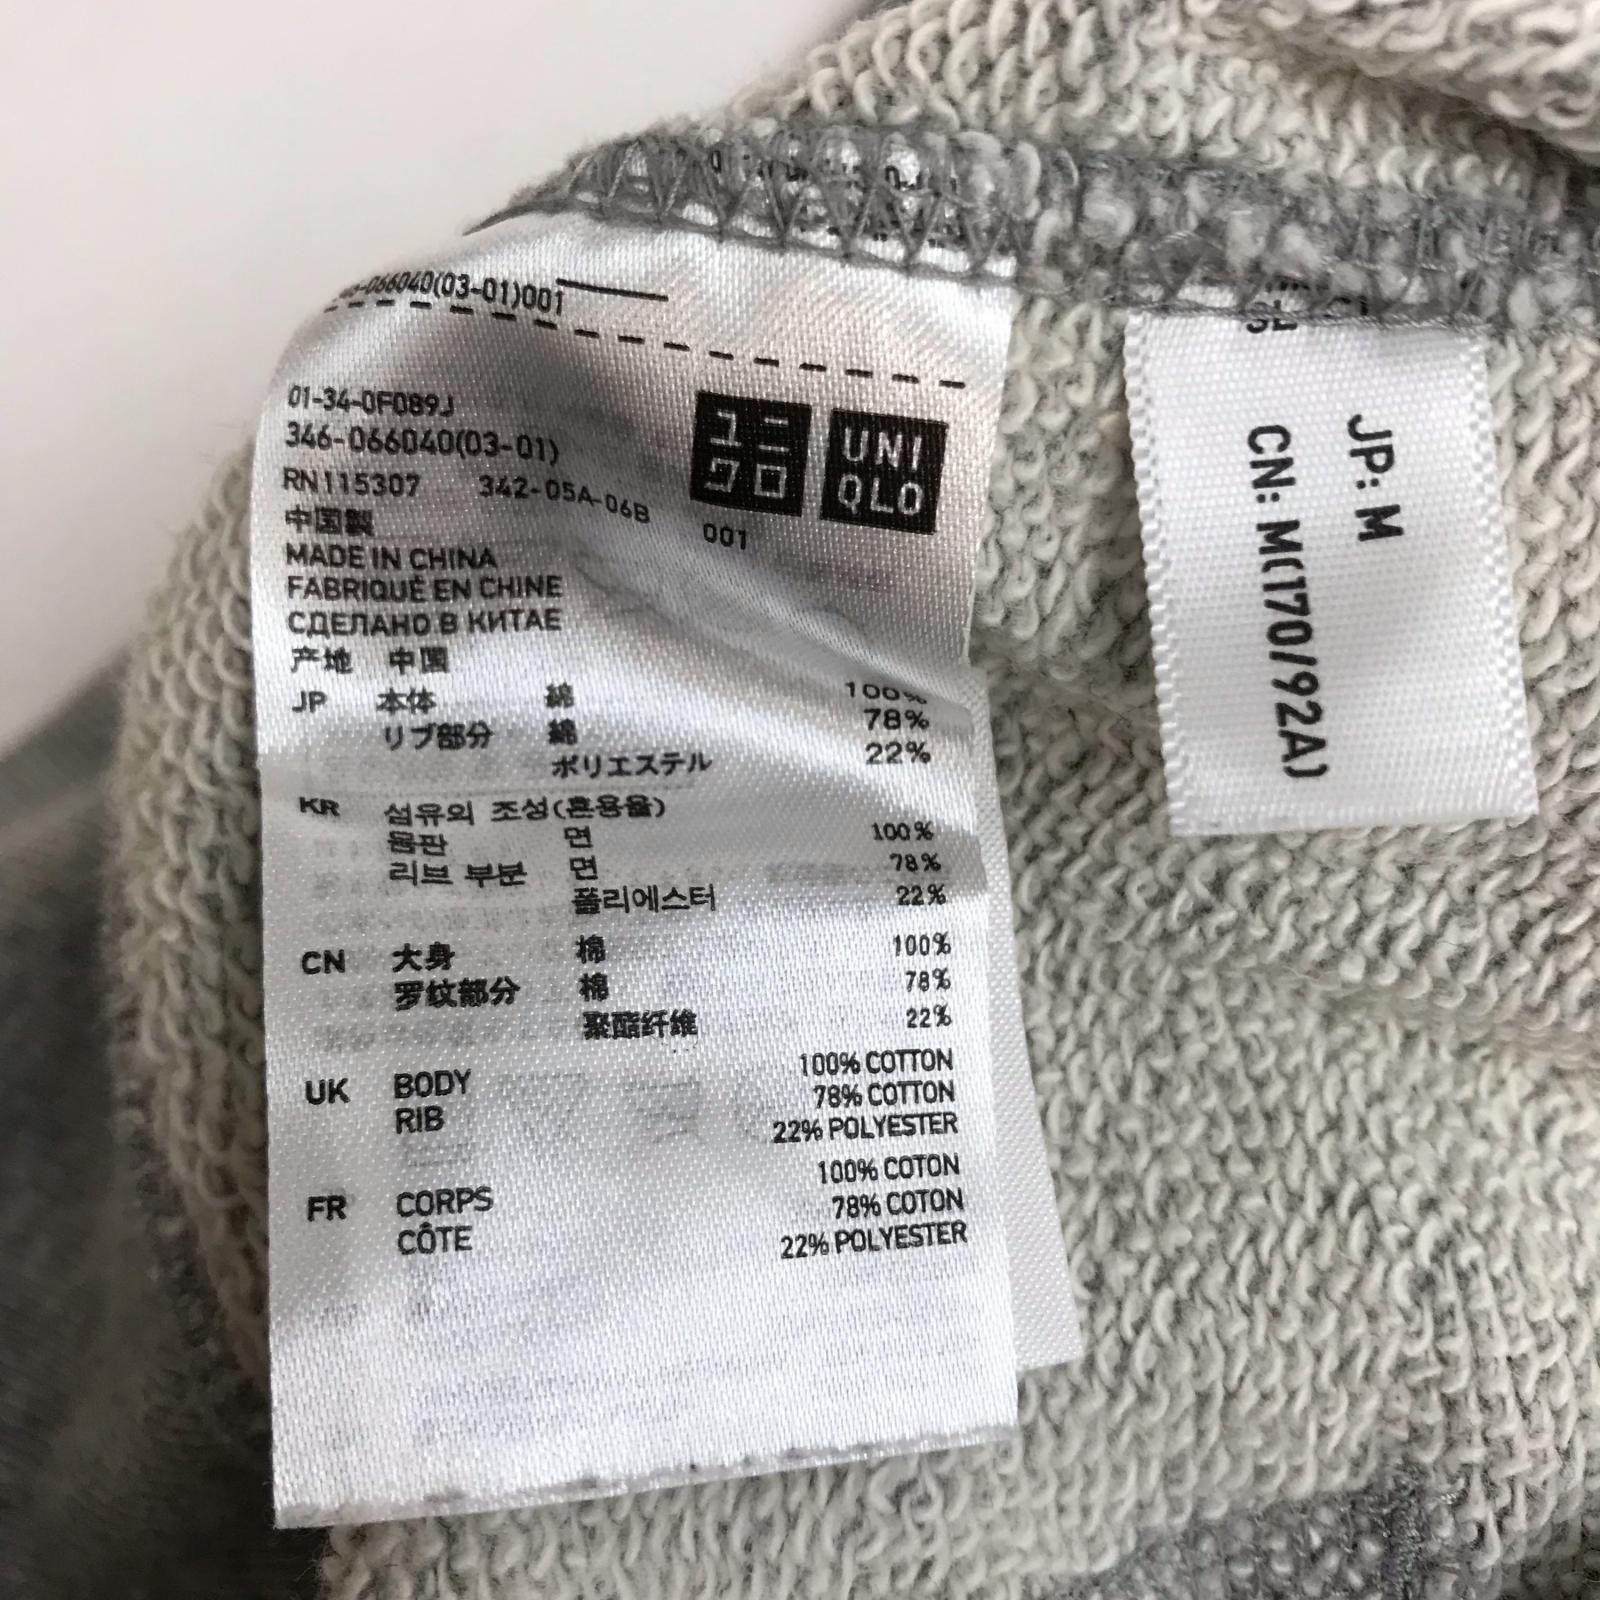 066040(03-01)001
01-34-0F089J
346-066040(03-01)
ユニクロ
UNIQLO
RN115307 342-05A-06B 001
中国製
MADE IN CHINA
FABRIQUÉ EN CHINE
СДЕЛАНО В КИТАЕ
产地 中国
JP 本体 綿 100%
リブ部分 綿 78%
ポリエステル 22%
KR 섬유의 조성(혼용율)
몸판 면 100%
리브 부분 면 78%
폴리에스터 22%
CN 大身 棉 100%
罗纹部分 棉 78%
聚酯纤维 22%
UK BODY 100% COTTON
RIB 78% COTTON
22% POLYESTER
FR CORPS 100% COTON
CÔTE 78% COTON
22% POLYESTER
JP: M
CN: M(170/92A)